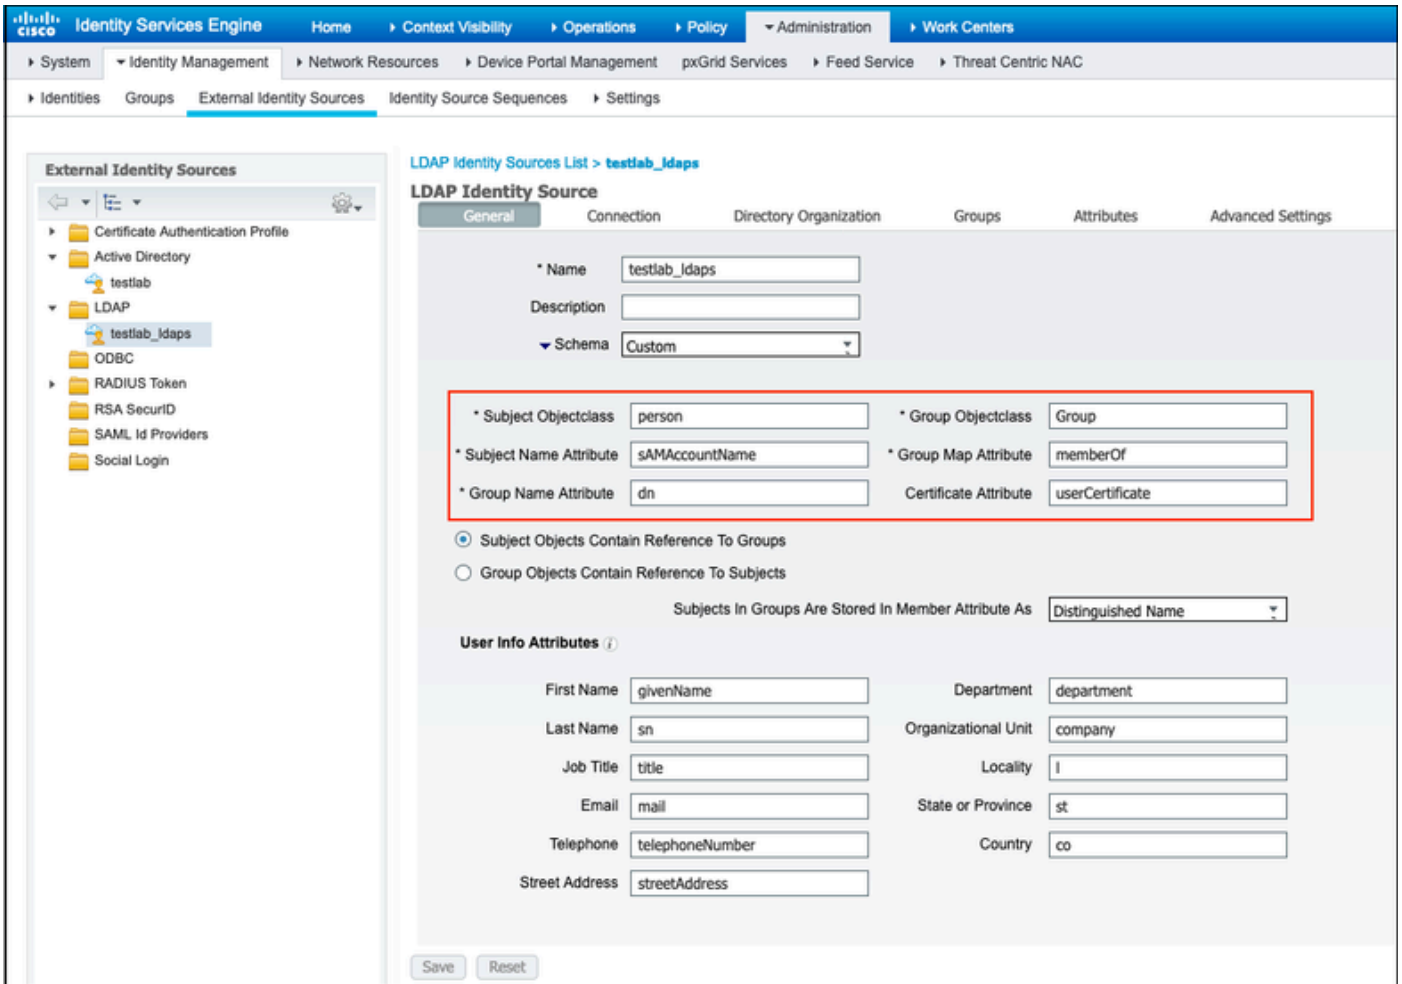 cisco Identity Services Engine Home Context Visibility Operations Policy Administration Work Centers
System Identity Management Network Resources Device Portal Management pxGrid Services Feed Service Threat Centric NAC
Identities Groups External Identity Sources Identity Source Sequences Settings
External Identity Sources
Certificate Authentication Profile
Active Directory
testlab
LDAP
testlab_ldaps
ODBC
RADIUS Token
RSA SecurID
SAML Id Providers
Social Login
LDAP Identity Sources List > testlab_ldaps
LDAP Identity Source
General Connection Directory Organization Groups Attributes Advanced Settings
* Name testlab_ldaps
Description
Schema Custom
* Subject Objectclass person * Group Objectclass Group
* Subject Name Attribute sAMAccountName * Group Map Attribute memberOf
* Group Name Attribute dn Certificate Attribute userCertificate
Subject Objects Contain Reference To Groups
Group Objects Contain Reference To Subjects
Subjects In Groups Are Stored In Member Attribute As Distinguished Name
User Info Attributes i
First Name givenName Department department
Last Name sn Organizational Unit company
Job Title title Locality l
Email mail State or Province st
Telephone telephoneNumber Country co
Street Address streetAddress
Save Reset